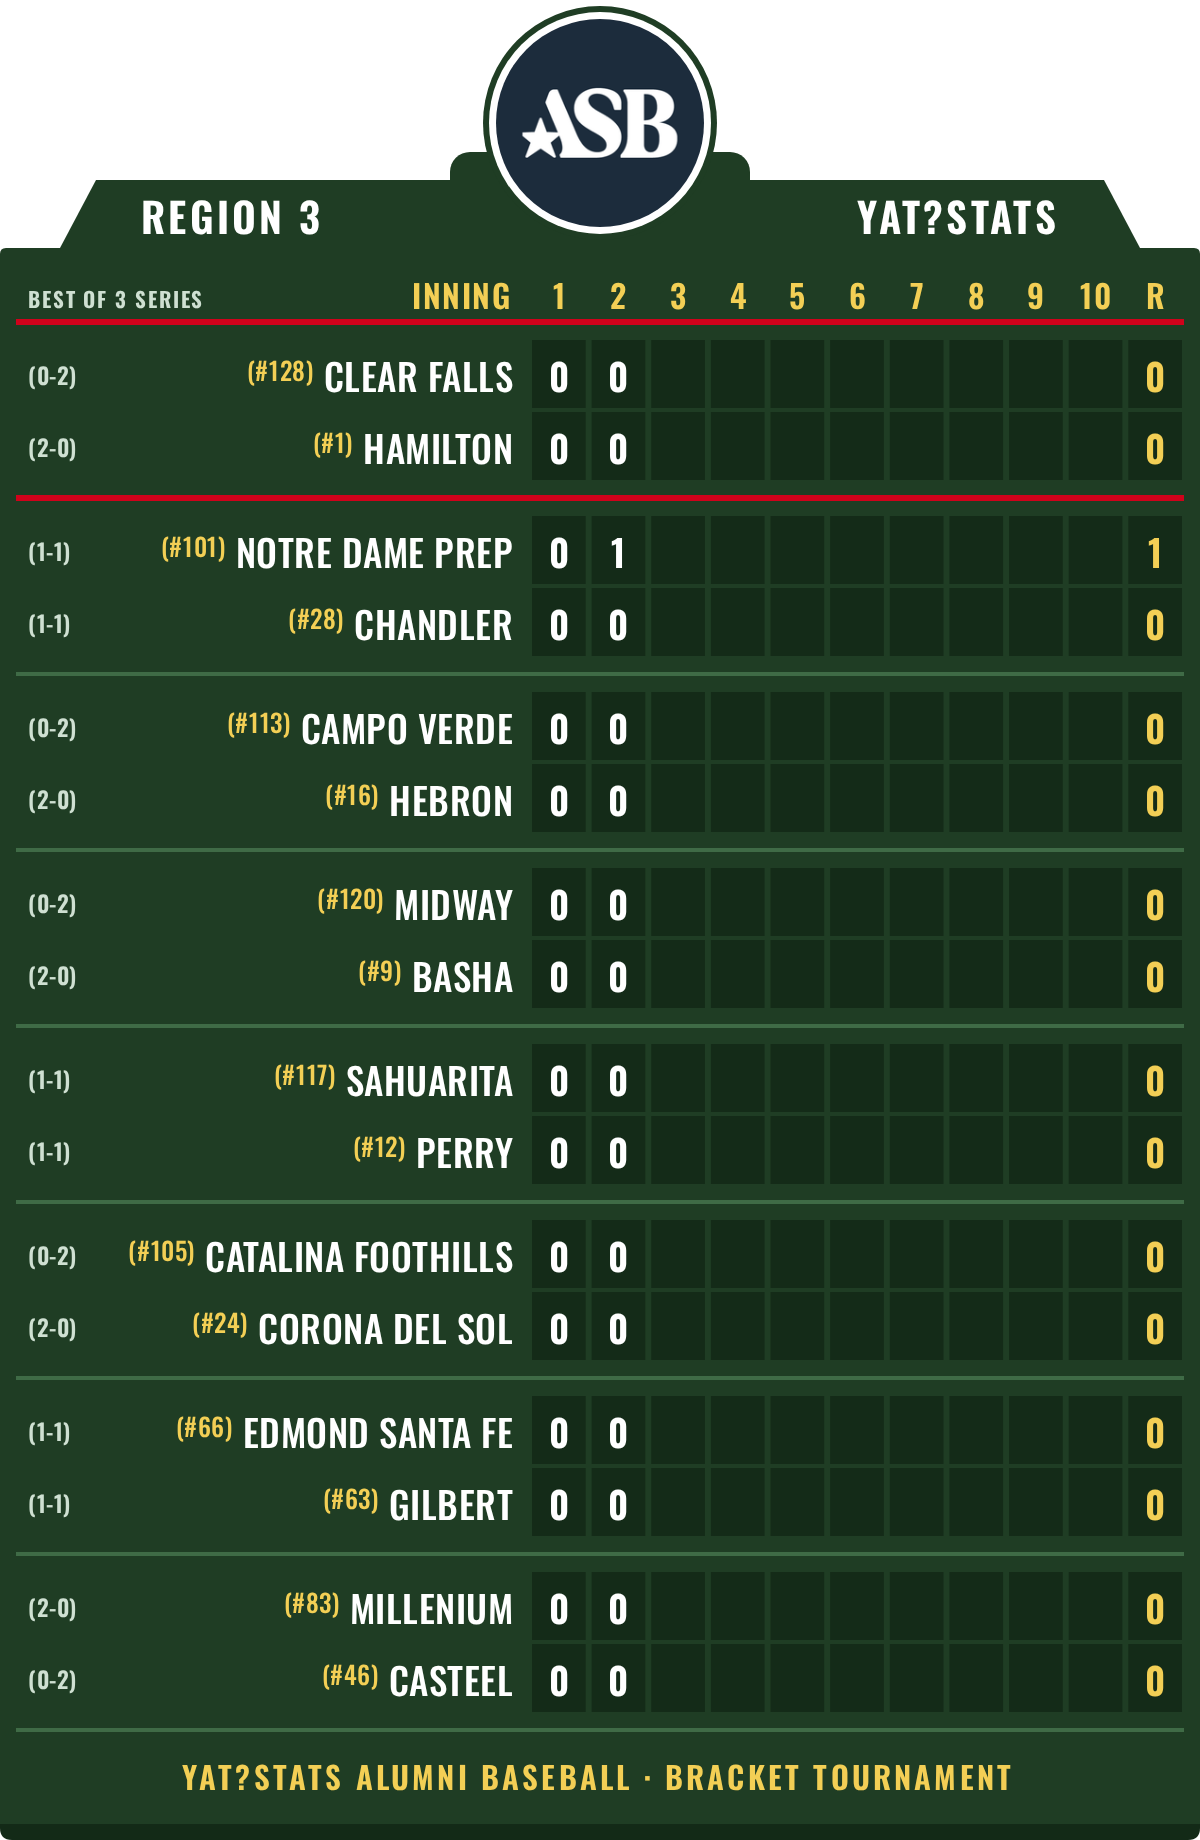 ASB
REGION 3 YAT?STATS
BEST OF 3 SERIES INNING 1 2 3 4 5 6 7 8 9 10 R
(0-2) (#128) CLEAR FALLS 0 0 0
(2-0) (#1) HAMILTON 0 0 0
(1-1) (#101) NOTRE DAME PREP 0 1 1
(1-1) (#28) CHANDLER 0 0 0
(0-2) (#113) CAMPO VERDE 0 0 0
(2-0) (#16) HEBRON 0 0 0
(0-2) (#120) MIDWAY 0 0 0
(2-0) (#9) BASHA 0 0 0
(1-1) (#117) SAHUARITA 0 0 0
(1-1) (#12) PERRY 0 0 0
(0-2) (#105) CATALINA FOOTHILLS 0 0 0
(2-0) (#24) CORONA DEL SOL 0 0 0
(1-1) (#66) EDMOND SANTA FE 0 0 0
(1-1) (#63) GILBERT 0 0 0
(2-0) (#83) MILLENIUM 0 0 0
(0-2) (#46) CASTEEL 0 0 0
YAT?STATS ALUMNI BASEBALL · BRACKET TOURNAMENT